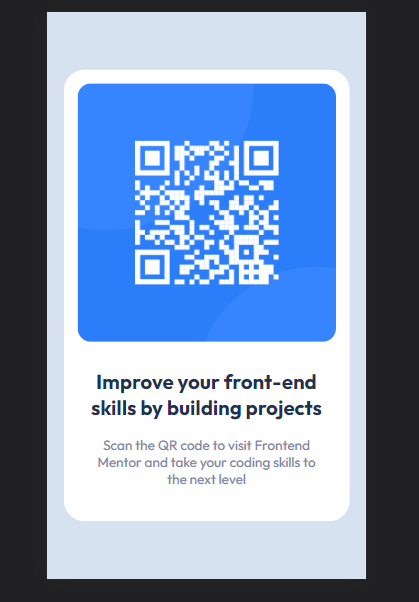 Improve your front-end
skills by building projects
Scan the QR code to visit Frontend
Mentor and take your coding skills to
the next level